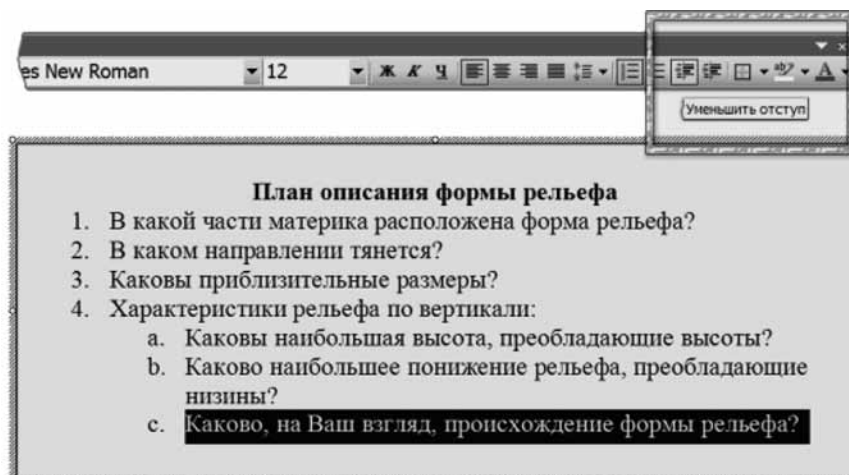 es New Roman 12 Ж К Ч
Уменьшить отступ
План описания формы рельефа
1. В какой части материка расположена форма рельефа?
2. В каком направлении тянется?
3. Каковы приблизительные размеры?
4. Характеристики рельефа по вертикали:
a. Каковы наибольшая высота, преобладающие высоты?
b. Каково наибольшее понижение рельефа, преобладающие
низины?
c. Каково, на Ваш взгляд, происхождение формы рельефа?